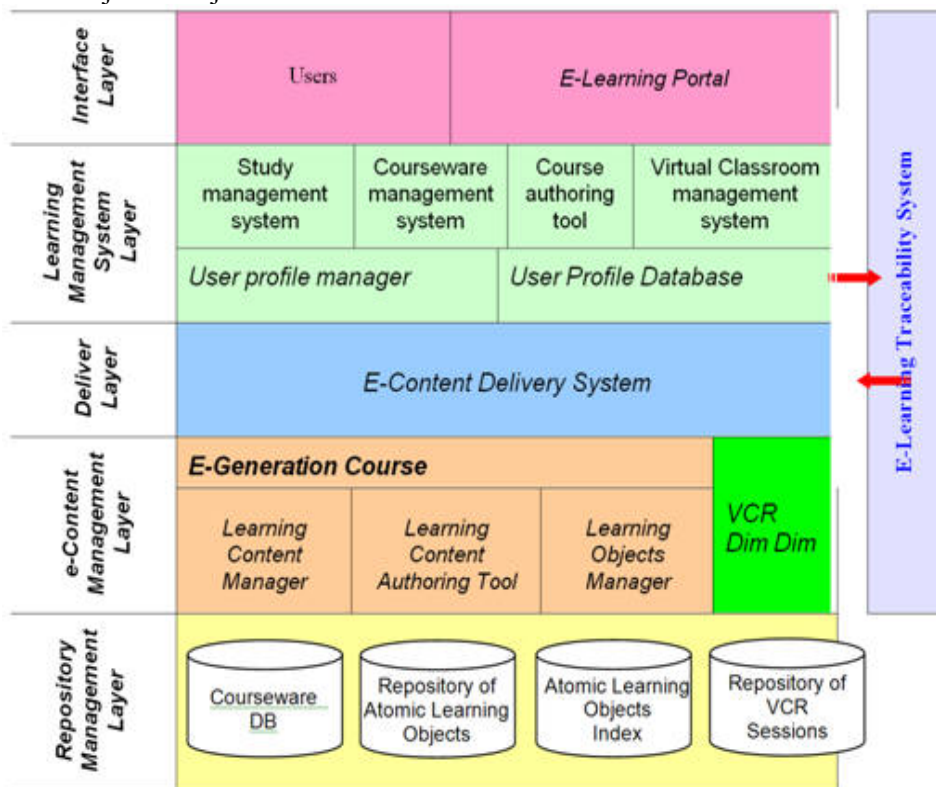 Interface
Layer
Users
E-Learning Portal
Learning
Management
System
Layer
Study
management
system
Courseware
management
system
Course
authoring
tool
Virtual Classroom
management
system
User profile manager
User Profile Database
Deliver
Layer
E-Content Delivery System
e-Content
Management
Layer
E-Generation Course
Learning
Content
Manager
Learning
Content
Authoring Tool
Learning
Objects
Manager
VCR
Dim Dim
Repository
Management
Layer
Courseware
DB
Repository of
Atomic Learning
Objects
Atomic Learning
Objects
Index
Repository of
VCR
Sessions
E-Learning Traceability System